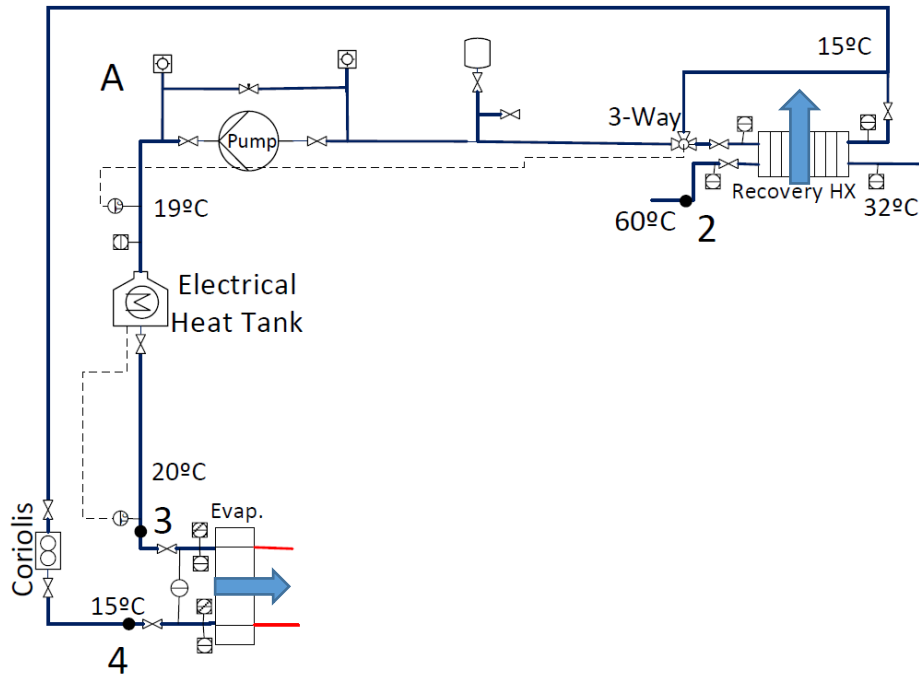 15ºC
A
3-Way
Pump
Recovery HX
19ºC
60ºC
2
32ºC
Electrical
Heat Tank
20ºC
3
Evap.
Coriolis
15ºC
4